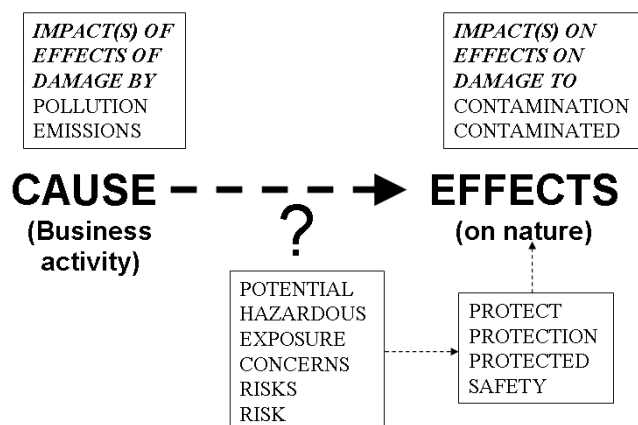 IMPACT(S) OF
EFFECTS OF
DAMAGE BY
POLLUTION
EMISSIONS
IMPACT(S) ON
EFFECTS ON
DAMAGE TO
CONTAMINATION
CONTAMINATED
CAUSE
(Business
activity)
EFFECTS
(on nature)
?
POTENTIAL
HAZARDOUS
EXPOSURE
CONCERNS
RISKS
RISK
PROTECT
PROTECTION
PROTECTED
SAFETY